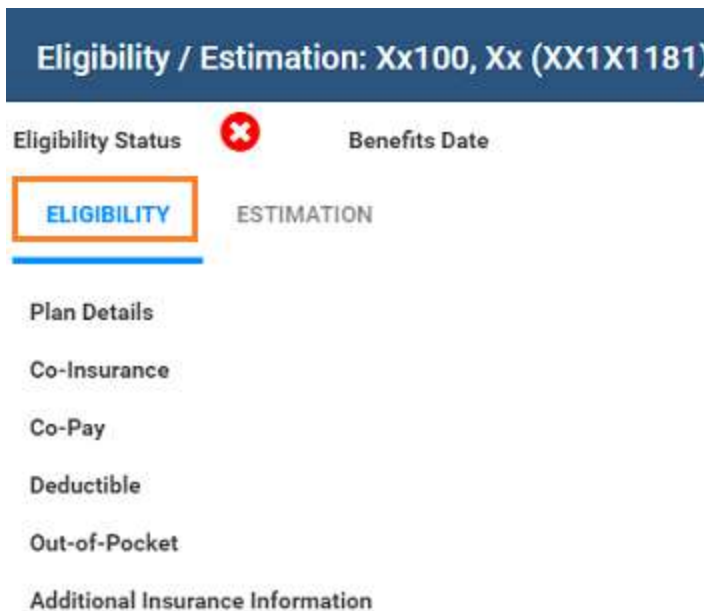 Eligibility / Estimation: Xx100, Xx (XX1X1181)
Eligibility Status Benefits Date
ELIGIBILITY ESTIMATION
Plan Details
Co-Insurance
Co-Pay
Deductible
Out-of-Pocket
Additional Insurance Information